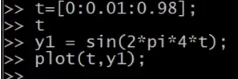 >> t=[0:0.01:0.98];
>> t
>> y1 = sin(2*pi*4*t);
>> plot(t,y1);
>>